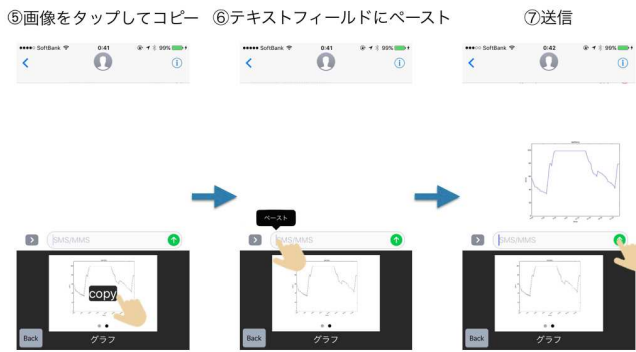 ⑤画像をタップしてコピー
⑥テキストフィールドにペースト
⑦送信
SoftBank 0:41 99%
SoftBank 0:41 99%
SoftBank 0:42 99%
ペースト
SMS/MMS
SMS/MMS
SMS/MMS
copy
Back グラフ
Back グラフ
Back グラフ